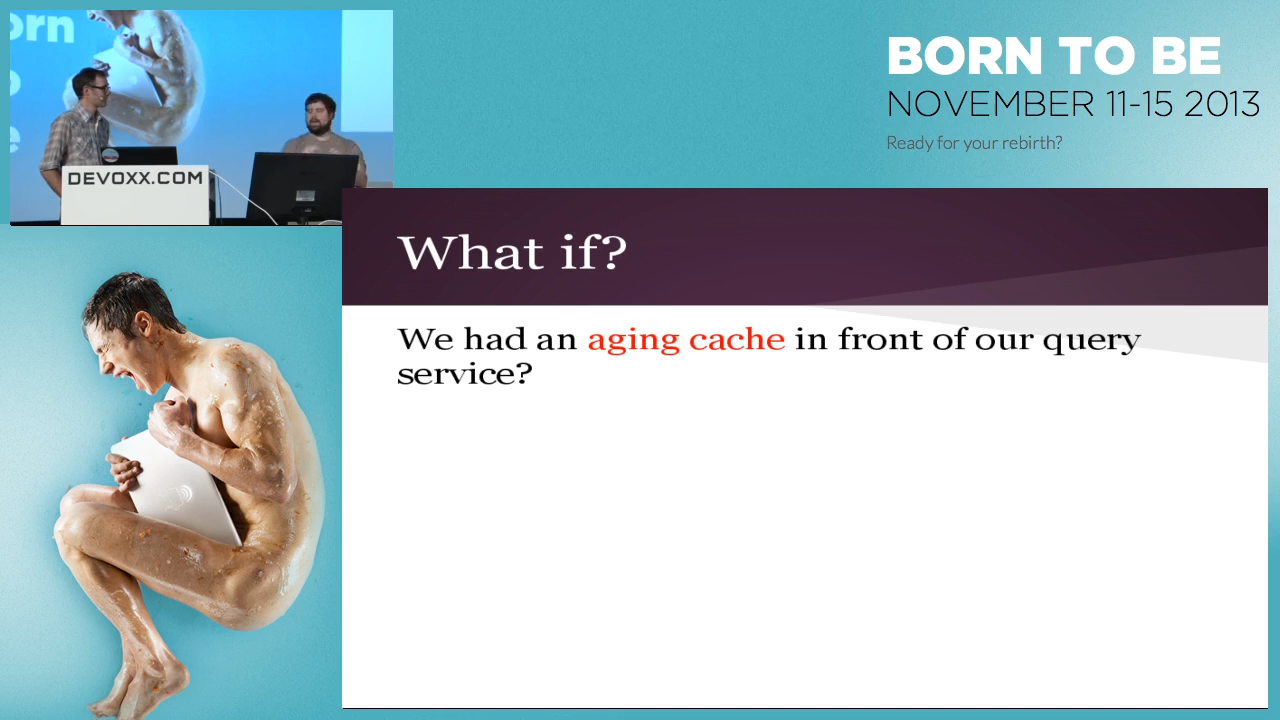 orn
DEVOXX.COM
BORN TO BE
NOVEMBER 11-15 2013
Ready for your rebirth?
What if?
We had an aging cache in front of our query
service?